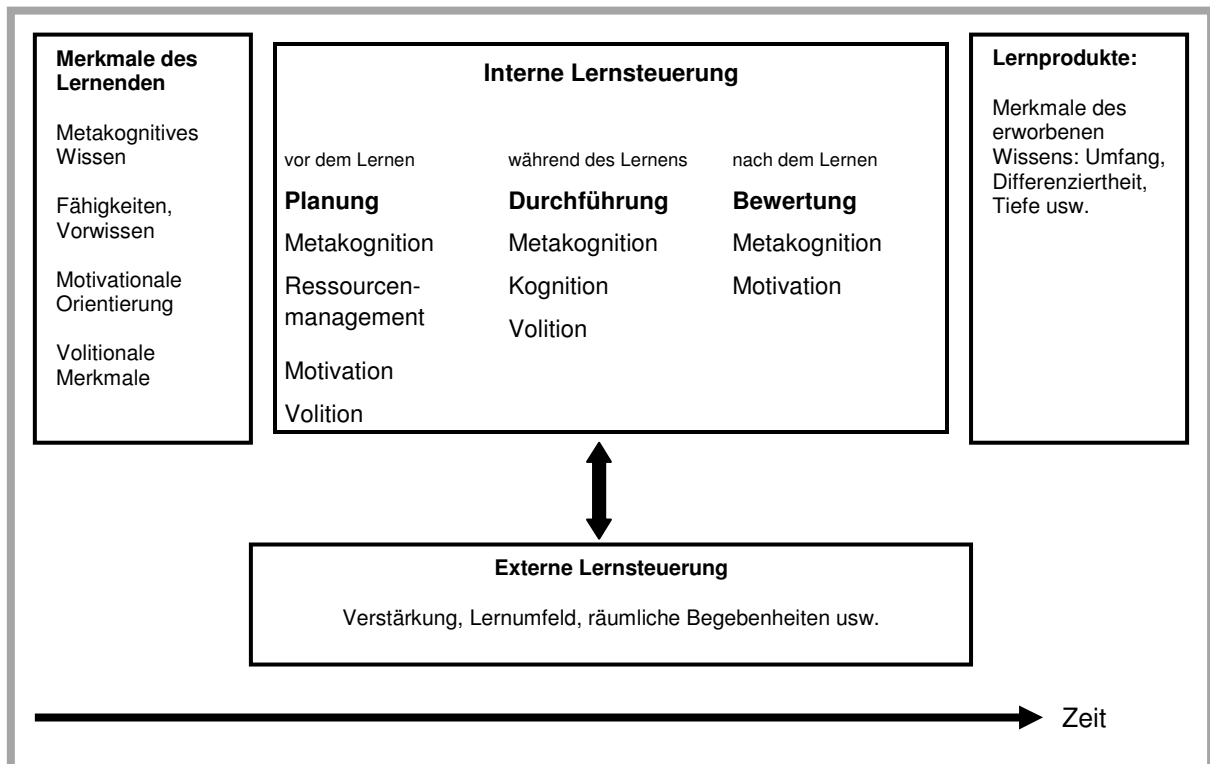 Merkmale des
Lernenden
Metakognitives
Wissen
Fähigkeiten,
Vorwissen
Motivationale
Orientierung
Volitionale
Merkmale
Interne Lernsteuerung
vor dem Lernen
Planung
Metakognition
Ressourcen-
management
Motivation
Volition
während des Lernens
Durchführung
Metakognition
Kognition
Volition
nach dem Lernen
Bewertung
Metakognition
Motivation
Lernprodukte:
Merkmale des
erworbenen
Wissens: Umfang,
Differenziertheit,
Tiefe usw.
Externe Lernsteuerung
Verstärkung, Lernumfeld, räumliche Begebenheiten usw.
Zeit